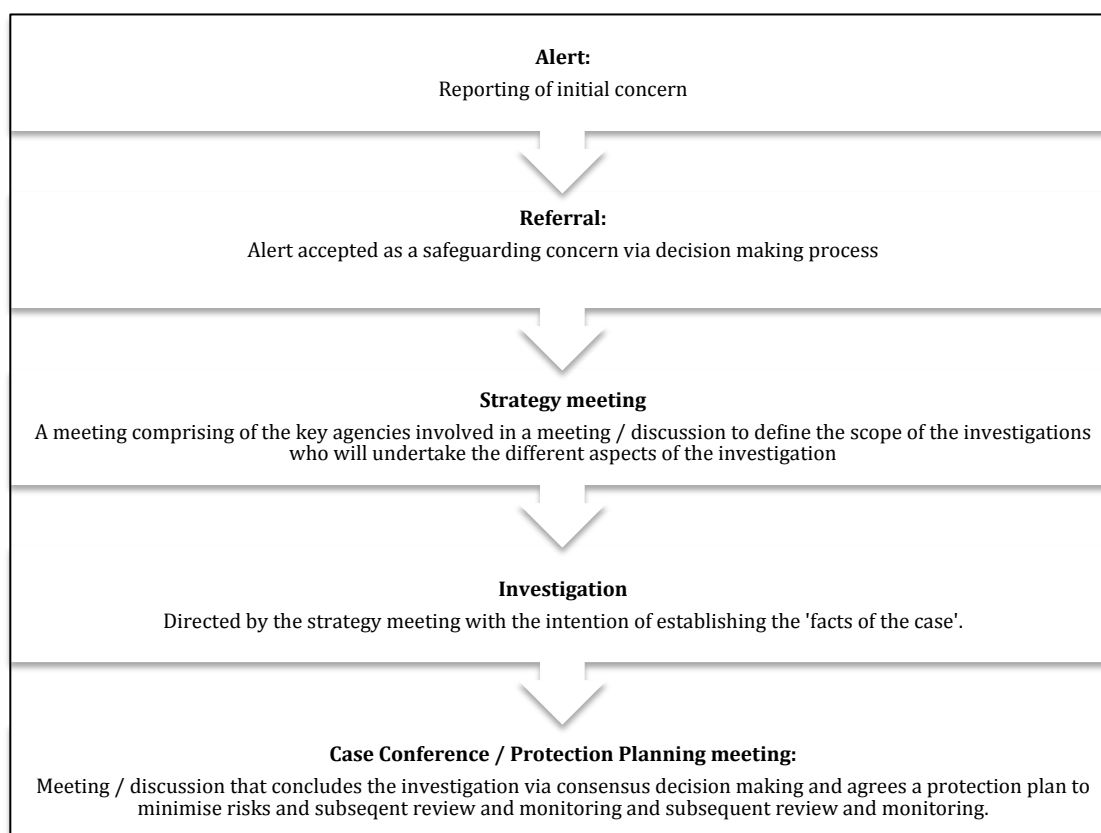 Alert:
Reporting of initial concern
Referral:
Alert accepted as a safeguarding concern via decision making process
Strategy meeting
A meeting comprising of the key agencies involved in a meeting / discussion to define the scope of the investigations
who will undertake the different aspects of the investigation
Investigation
Directed by the strategy meeting with the intention of establishing the 'facts of the case'.
Case Conference / Protection Planning meeting:
Meeting / discussion that concludes the investigation via consensus decision making and agrees a protection plan to
minimise risks and subseqent review and monitoring and subsequent review and monitoring.